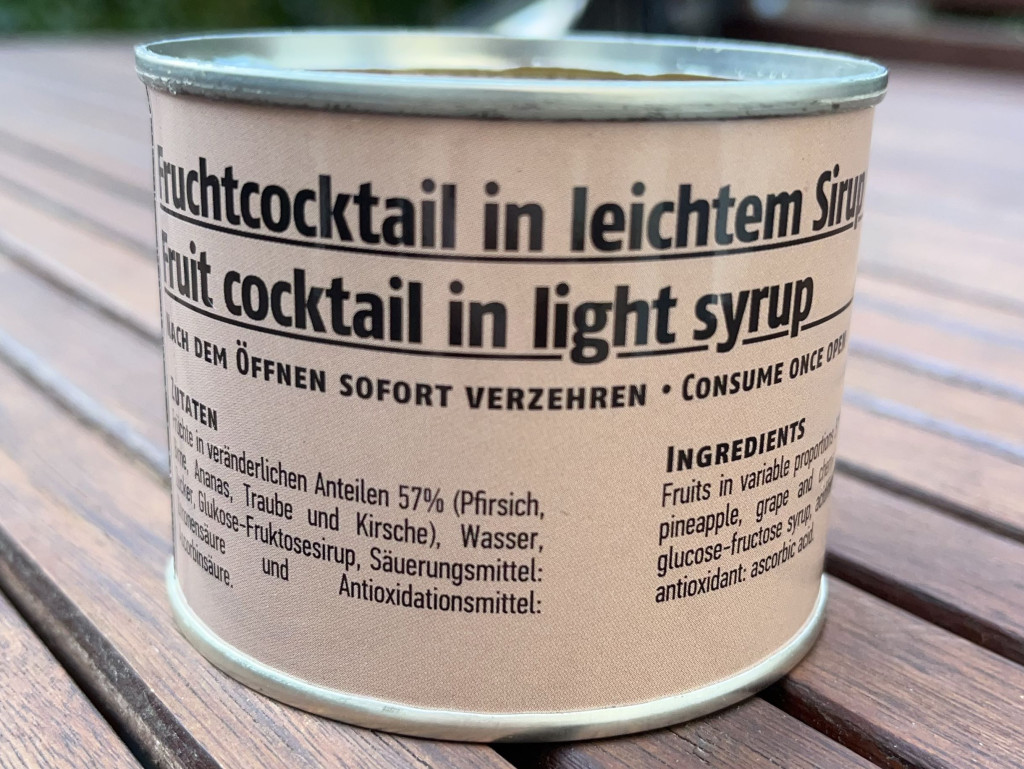 Fruchtcocktail in leichtem Sirup
Fruit cocktail in light syrup
NACH DEM ÖFFNEN SOFORT VERZEHREN • CONSUME ONCE OPEN
ZUTATEN
in veränderlichen Anteilen 57% (Pfirsich,
Ananas, Traube und Kirsche), Wasser,
Glukose-Fruktosesirup, Säuerungsmittel:
und Antioxidationsmittel:
INGREDIENTS
Fruits in variable proportions
pineapple, grape and
glucose-fructose syrup,
antioxidant: ascorbic acid.